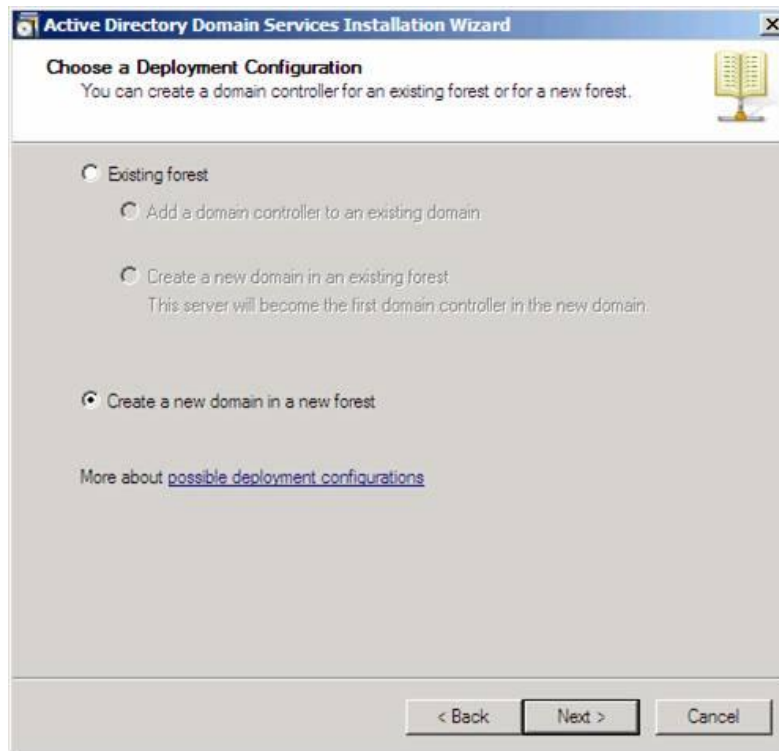 Active Directory Domain Services Installation Wizard
Choose a Deployment Configuration
You can create a domain controller for an existing forest or for a new forest.
Existing forest
Add a domain controller to an existing domain
Create a new domain in an existing forest
This server will become the first domain controller in the new domain.
Create a new domain in a new forest
More about possible deployment configurations
< Back Next > Cancel